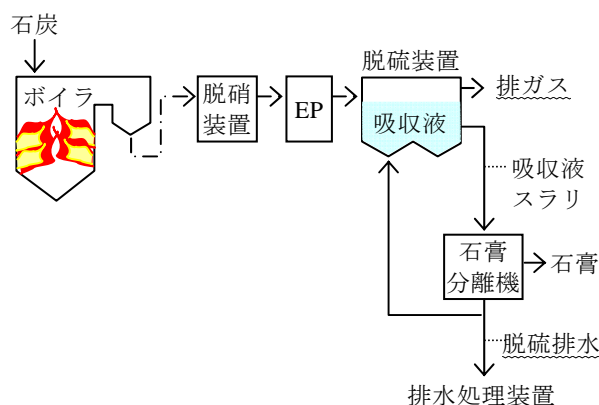 石炭
ボイラ
脱硝
装置
EP
脱硫装置
吸収液
排ガス
吸収液
スラリ
石膏
分離機
石膏
脱硫排水
排水処理装置